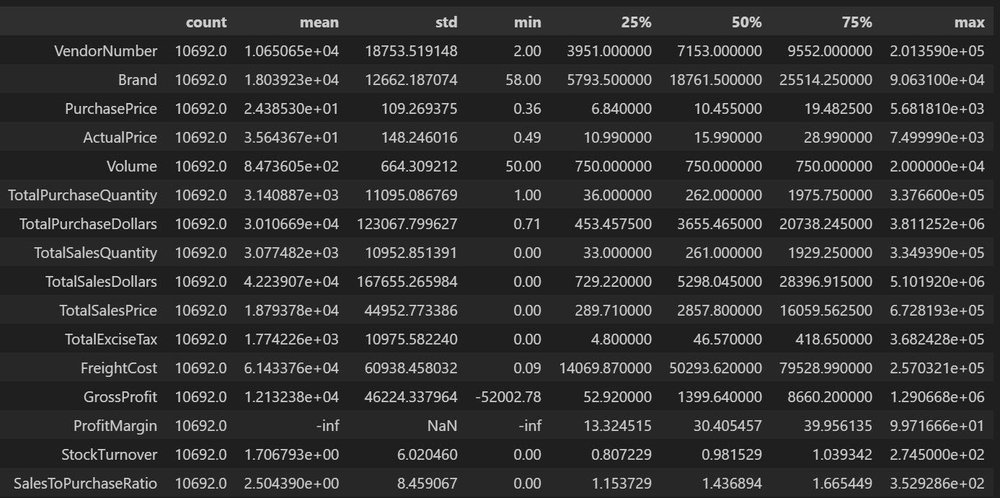 count mean std min 25% 50% 75% max
VendorNumber 10692.0 1.065065e+04 18753.519148 2.00 3951.000000 7153.000000 9552.000000 2.013590e+05
Brand 10692.0 1.803923e+04 12662.187074 58.00 5793.500000 18761.500000 25514.250000 9.063100e+04
PurchasePrice 10692.0 2.438530e+01 109.269375 0.36 6.840000 10.455000 19.482500 5.681810e+03
ActualPrice 10692.0 3.564367e+01 148.246016 0.49 10.990000 15.990000 28.990000 7.499990e+03
Volume 10692.0 8.473605e+02 664.309212 50.00 750.000000 750.000000 750.000000 2.000000e+04
TotalPurchaseQuantity 10692.0 3.140887e+03 11095.086769 1.00 36.000000 262.000000 1975.750000 3.376600e+05
TotalPurchaseDollars 10692.0 3.010669e+04 123067.799627 0.71 453.457500 3655.465000 20738.245000 3.811252e+06
TotalSalesQuantity 10692.0 3.077482e+03 10952.851391 0.00 33.000000 261.000000 1929.250000 3.349390e+05
TotalSalesDollars 10692.0 4.223907e+04 167655.265984 0.00 729.220000 5298.045000 28396.915000 5.101920e+06
TotalSalesPrice 10692.0 1.879378e+04 44952.773386 0.00 289.710000 2857.800000 16059.562500 6.728193e+05
TotalExciseTax 10692.0 1.774226e+03 10975.582240 0.00 4.800000 46.570000 418.650000 3.682428e+05
FreightCost 10692.0 6.143376e+04 60938.458032 0.09 14069.870000 50293.620000 79528.990000 2.570321e+05
GrossProfit 10692.0 1.213238e+04 46224.337964 -52002.78 52.920000 1399.640000 8660.200000 1.290668e+06
ProfitMargin 10692.0 -inf NaN -inf 13.324515 30.405457 39.956135 9.971666e+01
StockTurnover 10692.0 1.706793e+00 6.020460 0.00 0.807229 0.981529 1.039342 2.745000e+02
SalesToPurchaseRatio 10692.0 2.504390e+00 8.459067 0.00 1.153729 1.436894 1.665449 3.529286e+02